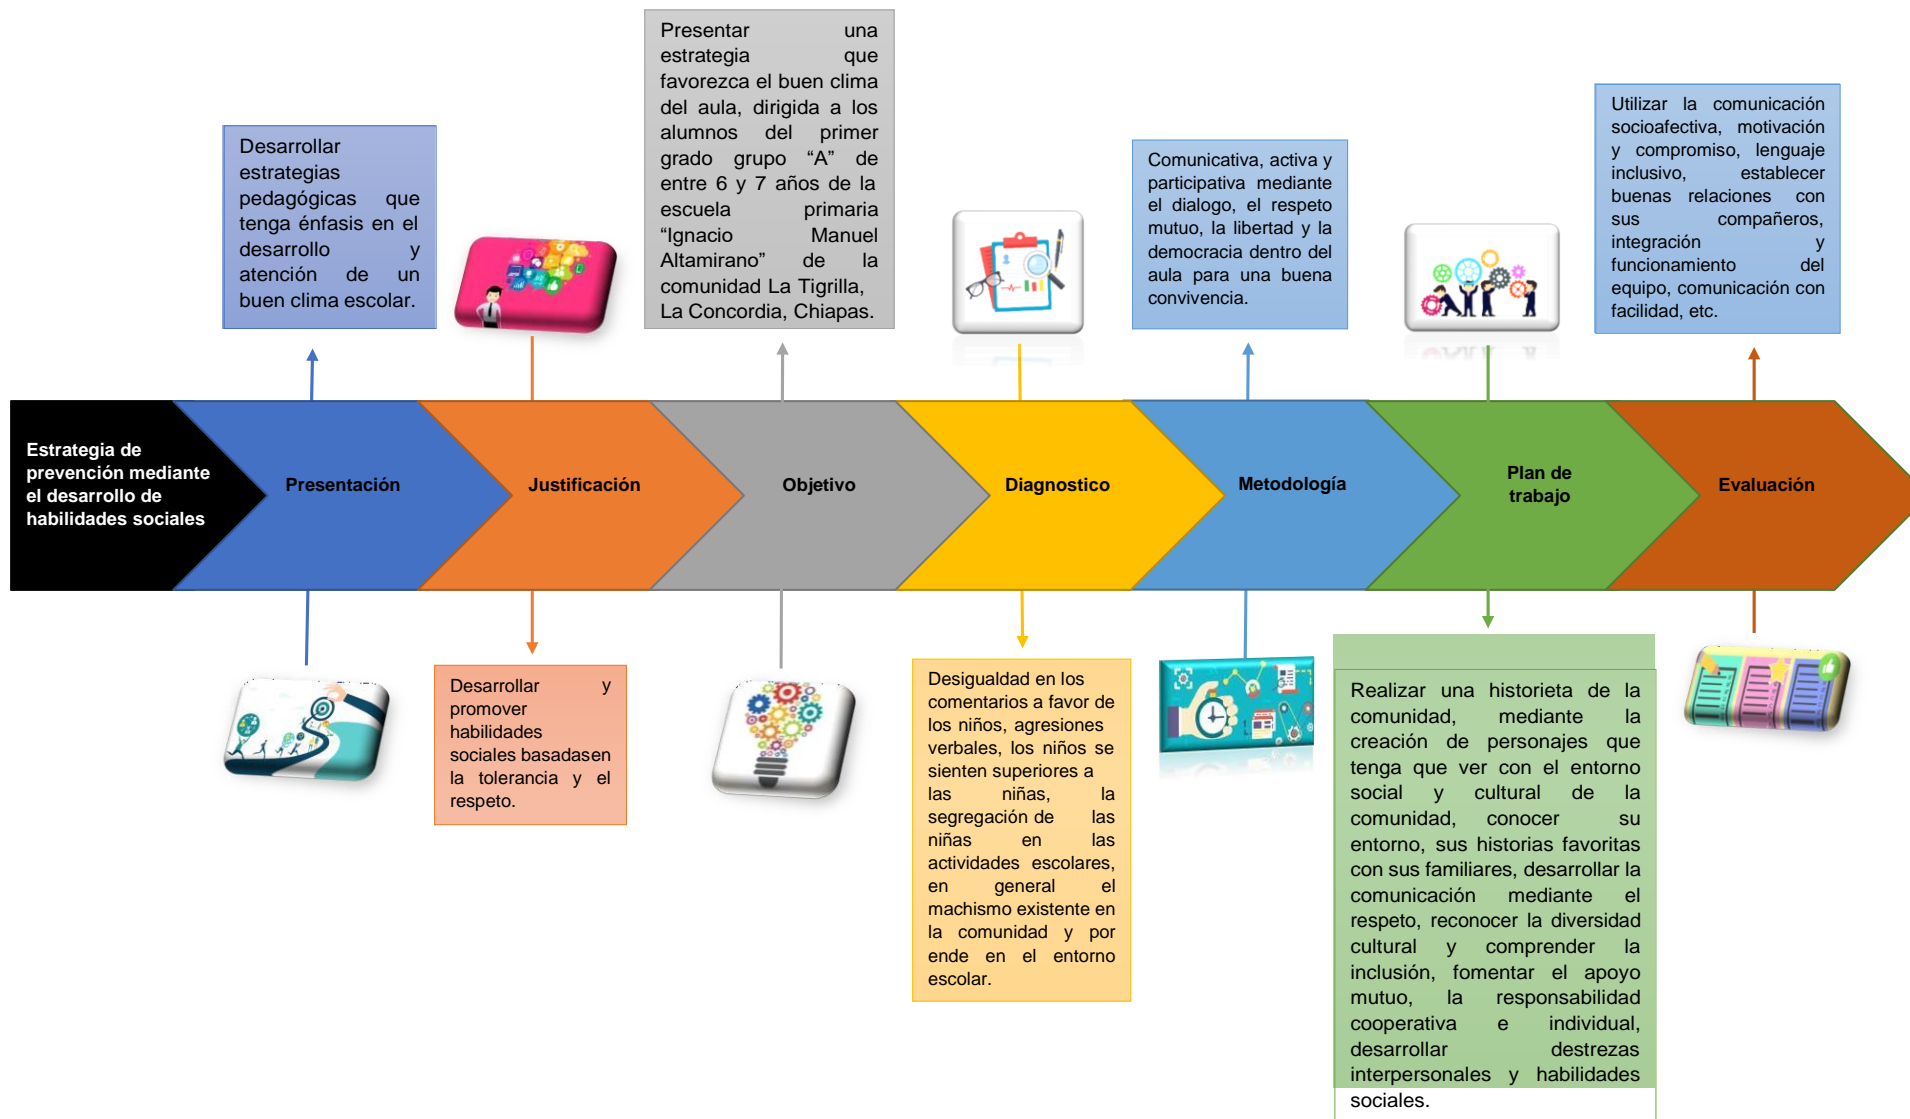 Presentar una
estrategia que
favorezca el buen clima
del aula, dirigida a los
alumnos del primer
grado grupo “A” de
entre 6 y 7 años de la
escuela primaria
“Ignacio Manuel
Altamirano” de la
comunidad La Tigrilla,
La Concordia, Chiapas.
Desarrollar
estrategias
pedagógicas que
tenga énfasis en el
desarrollo y
atención de un
buen clima escolar.
Comunicativa, activa y
participativa mediante
el dialogo, el respeto
mutuo, la libertad y la
democracia dentro del
aula para una buena
convivencia.
Utilizar la comunicación
socioafectiva, motivación
y compromiso, lenguaje
inclusivo, establecer
buenas relaciones con
sus compañeros,
integración y
funcionamiento del
equipo, comunicación con
facilidad, etc.
Estrategia de
prevención mediante
el desarrollo de
habilidades sociales
Presentación
Justificación
Objetivo
Diagnostico
Metodología
Plan de
trabajo
Evaluación
Desarrollar y
promover
habilidades
sociales basadasen
la tolerancia y el
respeto.
Desigualdad en los
comentarios a favor de
los niños, agresiones
verbales, los niños se
sienten superiores a
las niñas, la
segregación de las
niñas en las
actividades escolares,
en general el
machismo existente en
la comunidad y por
ende en el entorno
escolar.
Realizar una historieta de la
comunidad, mediante la
creación de personajes que
tenga que ver con el entorno
social y cultural de la
comunidad, conocer su
entorno, sus historias favoritas
con sus familiares, desarrollar la
comunicación mediante el
respeto, reconocer la diversidad
cultural y comprender la
inclusión, fomentar el apoyo
mutuo, la responsabilidad
cooperativa e individual,
desarrollar destrezas
interpersonales y habilidades
sociales.